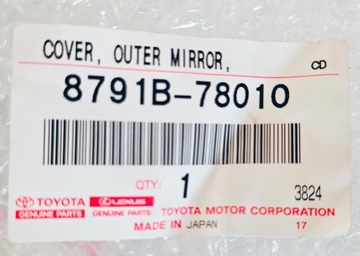 COVER, OUTER MIRROR, CD
8791B-78010
QTY: 1 3824
TOYOTA LEXUS
GENUINE PARTS GENUINE PARTS TOYOTA MOTOR CORPORATION
MADE IN JAPAN 17